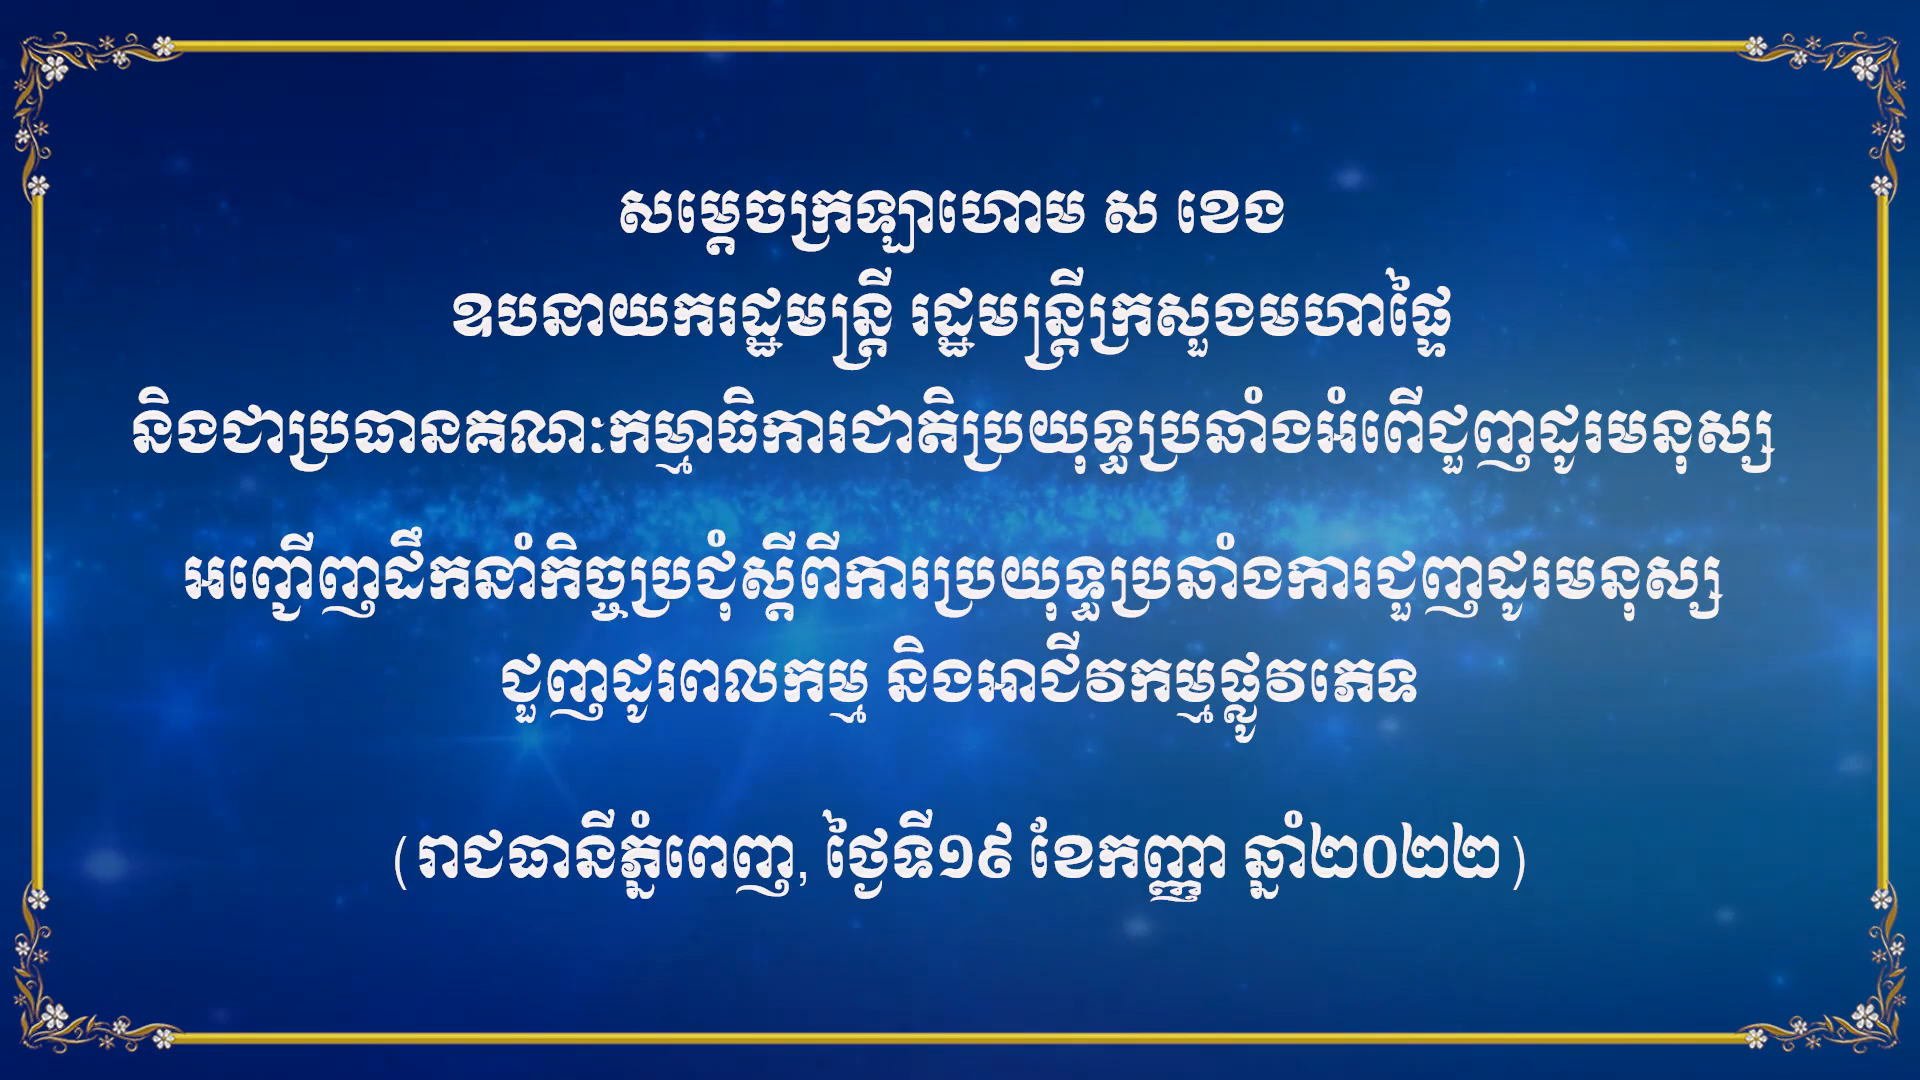 សម្ដេចក្រឡាហោម ស ខេង
ឧបនាយករដ្ឋមន្ត្រី រដ្ឋមន្ត្រីក្រសួងមហាផ្ទៃ
និងជាប្រធានគណៈកម្មាធិការជាតិប្រយុទ្ធប្រឆាំងអំពើជួញដូរមនុស្ស
អញ្ជើញដឹកនាំកិច្ចប្រជុំស្ដីពីការប្រយុទ្ធប្រឆាំងការជួញដូរមនុស្ស
ជួញដូរពលកម្ម និងអាជីវកម្មផ្លូវភេទ
(រាជធានីភ្នំពេញ, ថ្ងៃទី១៩ ខែកញ្ញា ឆ្នាំ២០២២)